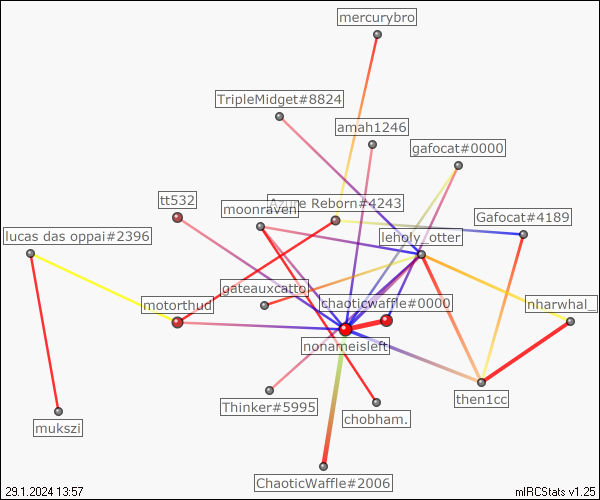 mercurybro
TripleMidget#8824
amah1246
gafocat#0000
tt532
moonraven
Azure Reborn#4243
Gafocat#4189
lucas das oppai#2396
leholy_otter
gateauxcatto
chaoticwaffle#0000
motorthud
nharwhal_
nonameisleft
then1cc
Thinker#5995
chobham.
mukszi
ChaoticWaffle#2006
29.1.2024 13:57
mIRCStats v1.25